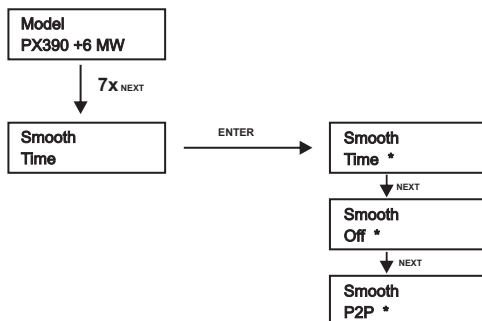 Model
PX390 +6 MW
7x NEXT
Smooth
Time
ENTER
Smooth
Time *
NEXT
Smooth
Off *
NEXT
Smooth
P2P *